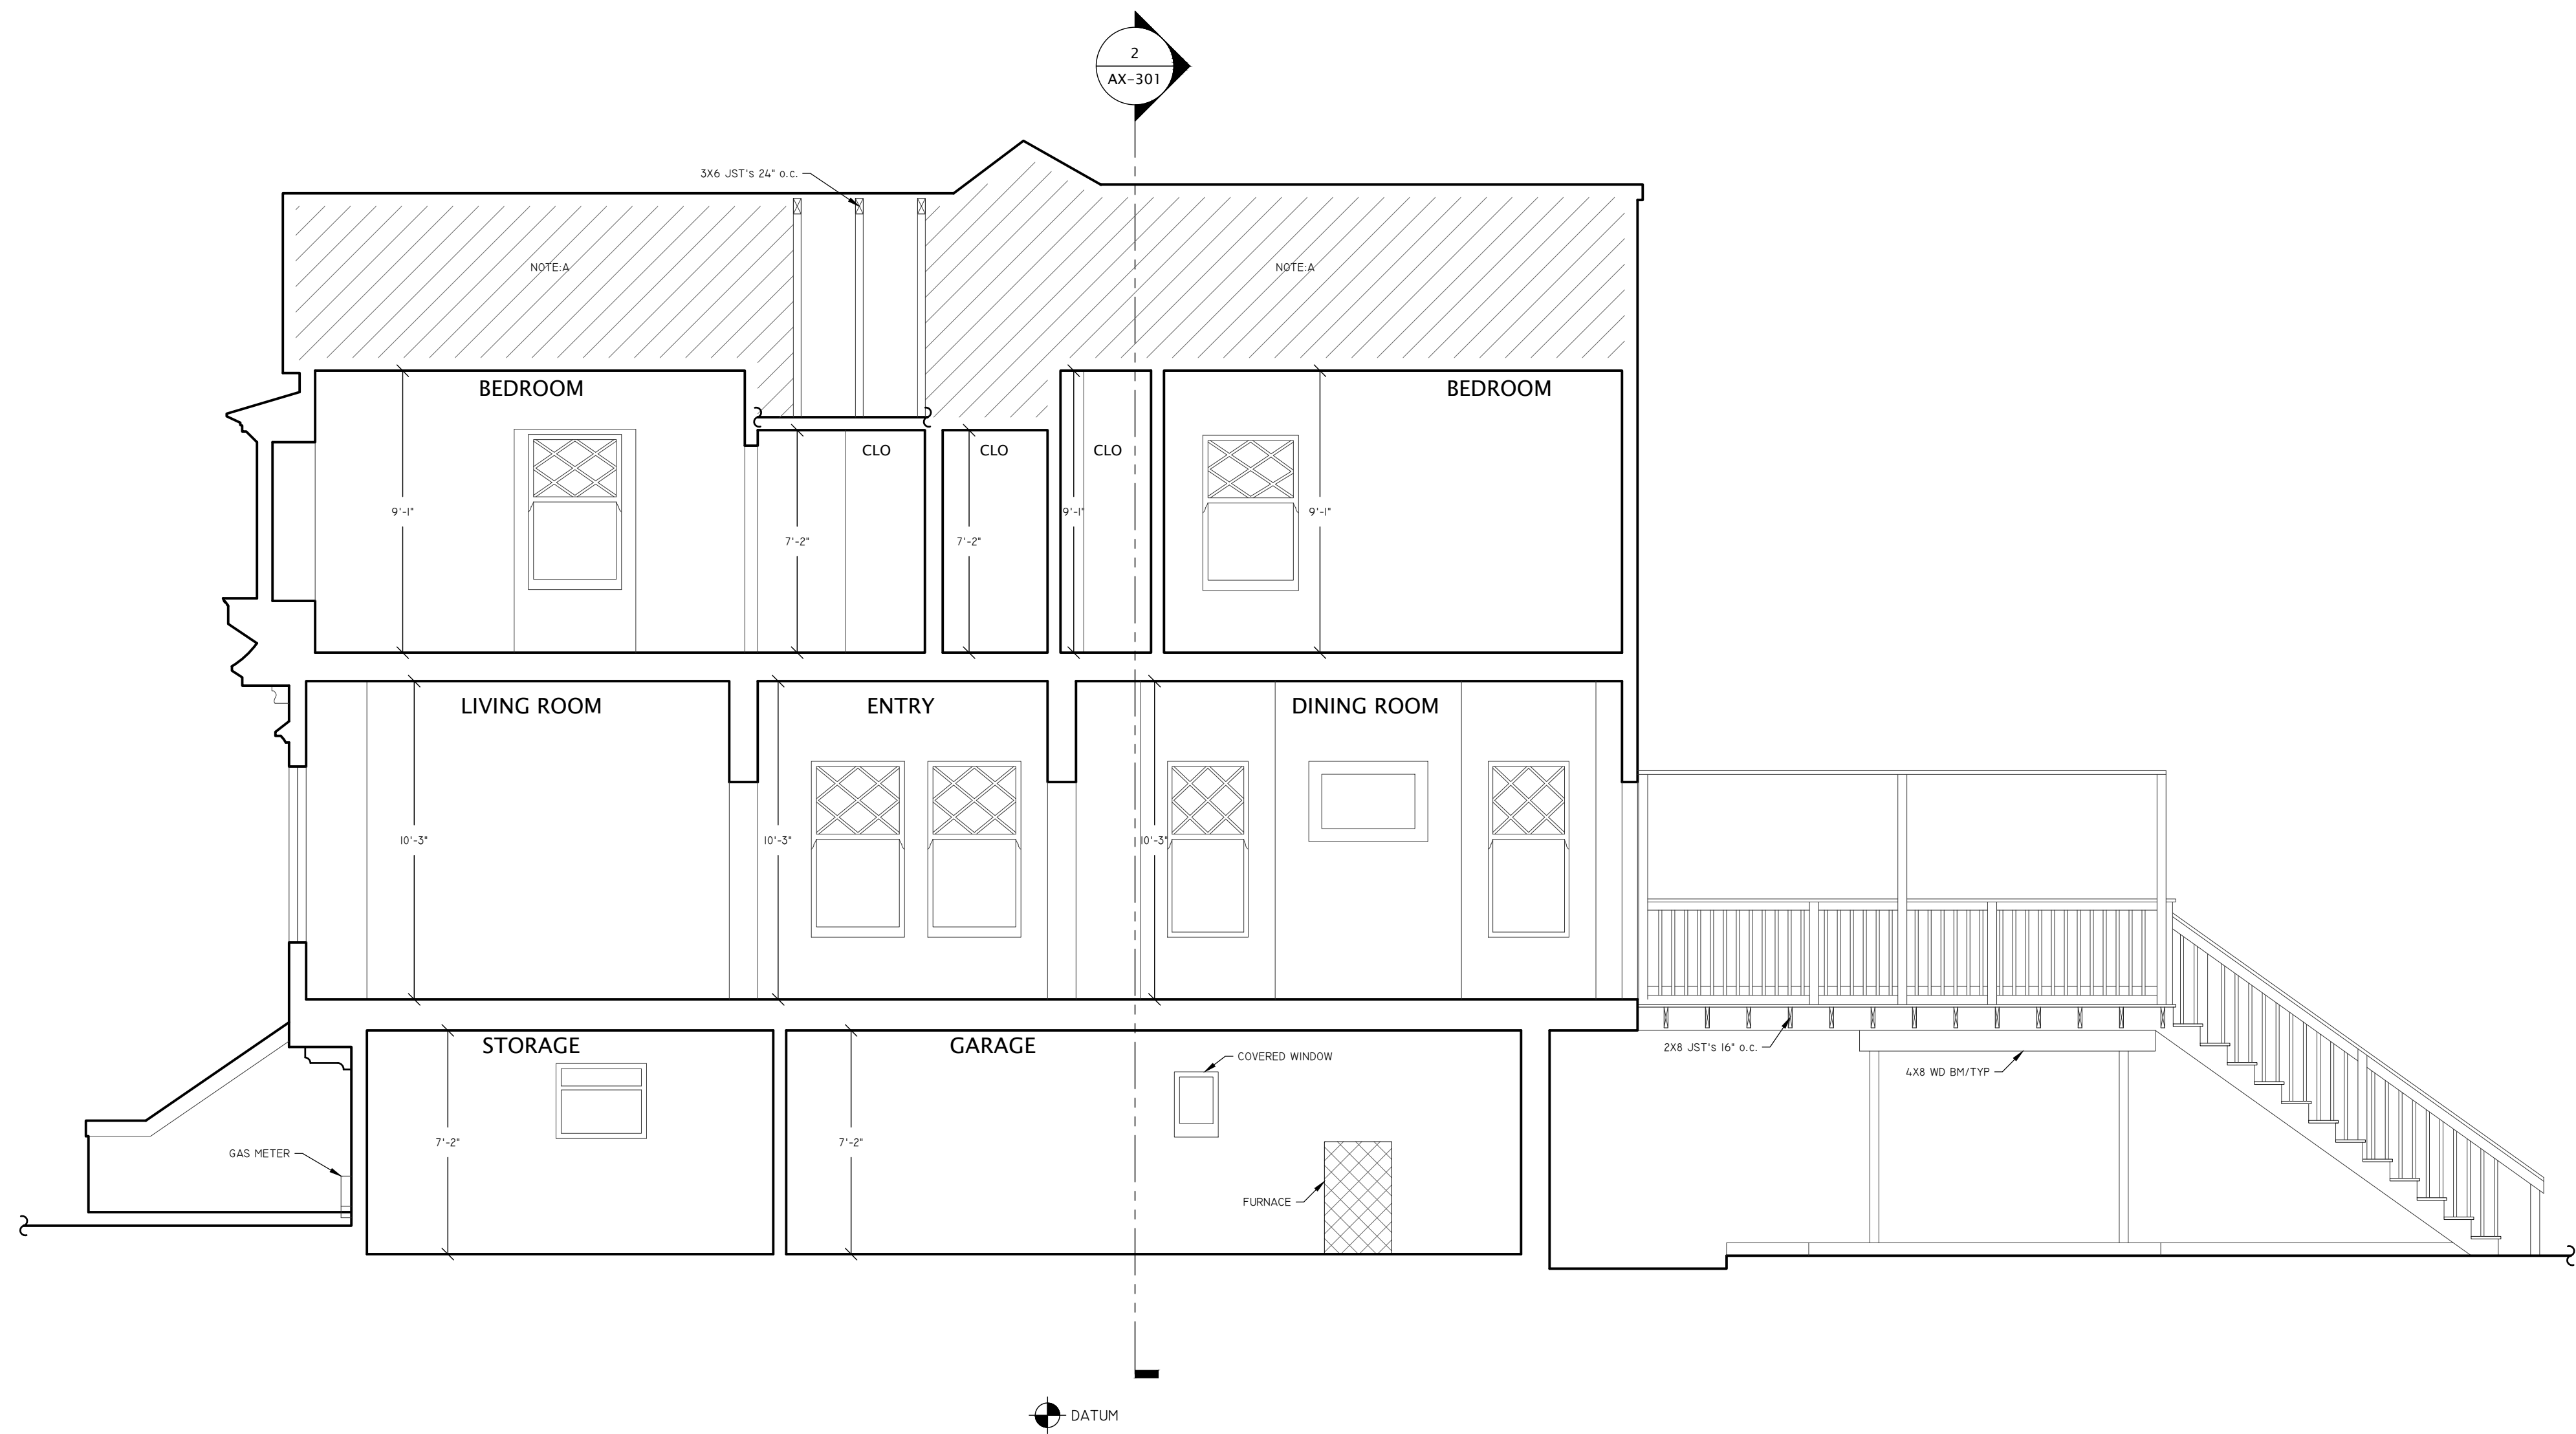 2
AX-301
3X6 JST's 24" o.c.
NOTE:A
NOTE:A
BEDROOM
BEDROOM
CLO
CLO
CLO
9'-1"
9'-1"
9'-1"
7'-2"
7'-2"
LIVING ROOM
ENTRY
DINING ROOM
10'-3"
10'-3"
10'-3"
STORAGE
GARAGE
2X8 JST's 16" o.c.
COVERED WINDOW
4X8 WD BM/TYP
7'-2"
7'-2"
GAS METER
FURNACE
DATUM